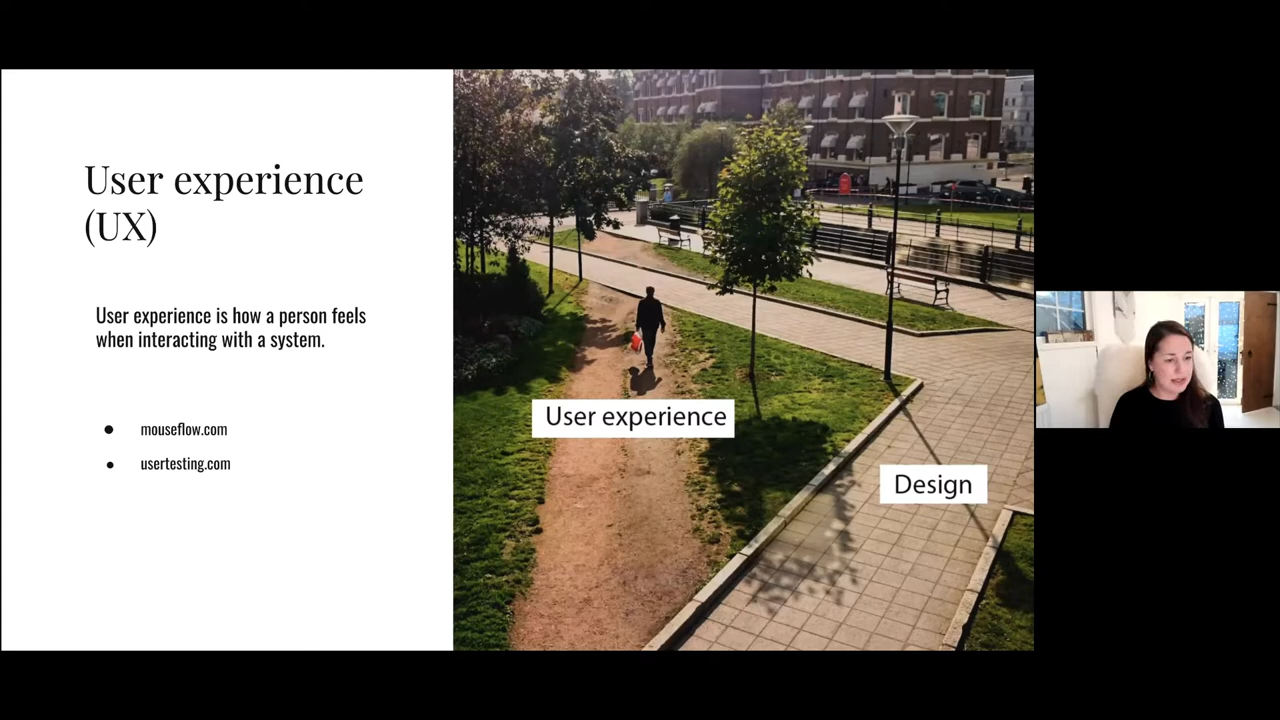 User experience
(UX)
User experience is how a person feels
when interacting with a system.
mouseflow.com
usertesting.com
User experience
Design